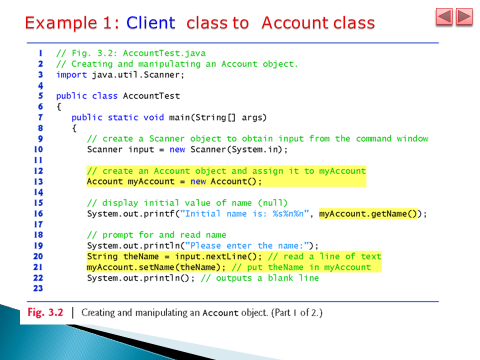 Example 1: Client class to Account class
1 // Fig. 3.2: AccountTest.java
2 // Creating and manipulating an Account object.
3 import java.util.Scanner;
4
5 public class AccountTest
6 {
7 public static void main(String[] args)
8 {
9 // create a Scanner object to obtain input from the command window
10 Scanner input = new Scanner(System.in);
11
12 // create an Account object and assign it to myAccount
13 Account myAccount = new Account();
14
15 // display initial value of name (null)
16 System.out.printf("Initial name is: %s%n%n", myAccount.getName());
17
18 // prompt for and read name
19 System.out.println("Please enter the name:");
20 String theName = input.nextLine(); // read a line of text
21 myAccount.setName(theName); // put theName in myAccount
22 System.out.println(); // outputs a blank line
23
Fig. 3.2 | Creating and manipulating an Account object. (Part 1 of 2.)